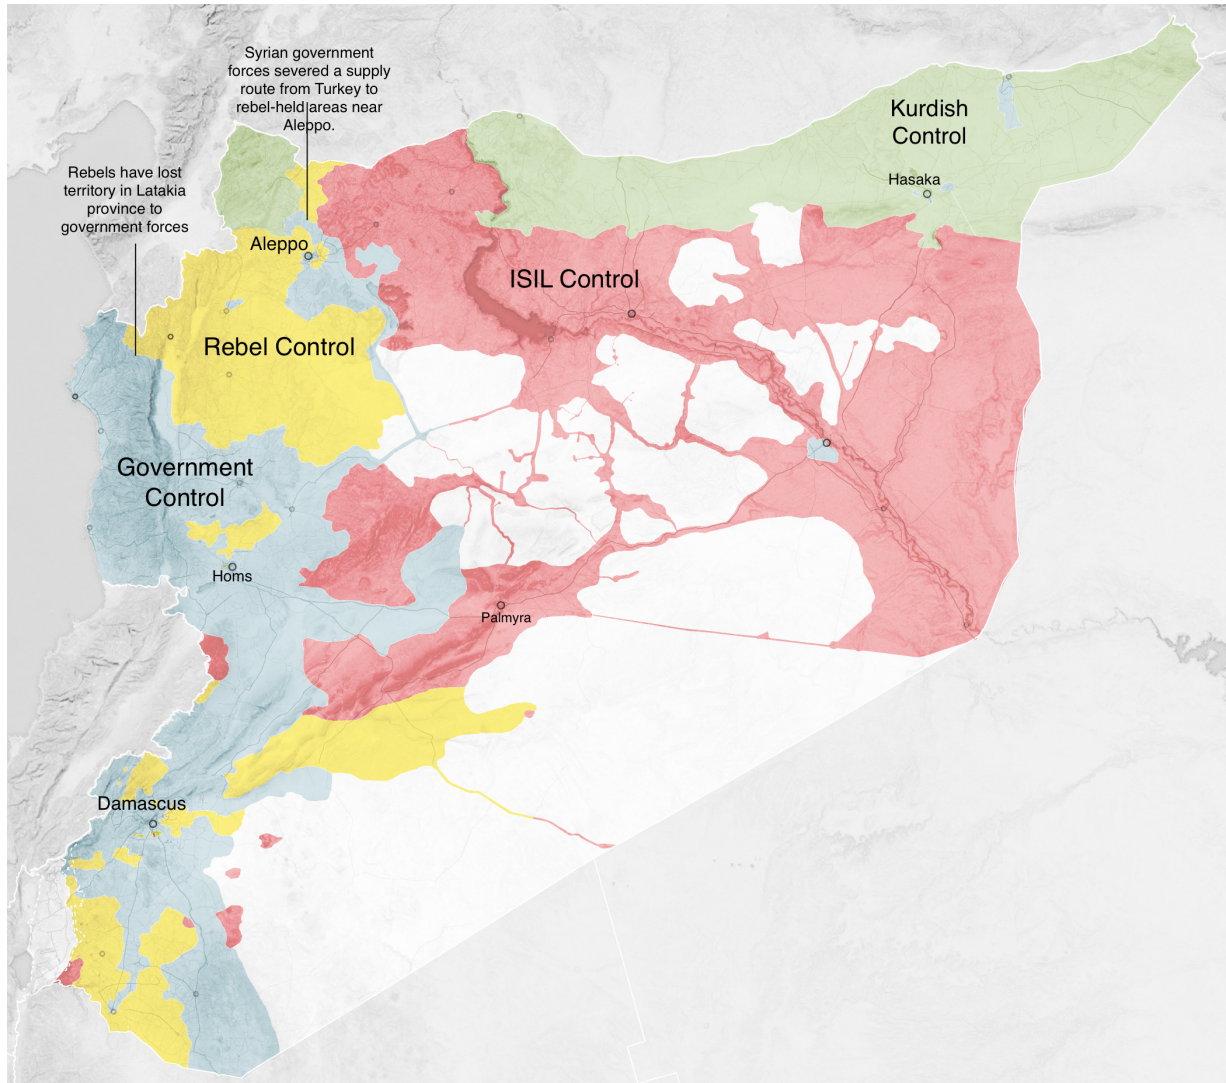 Syrian government
forces severed a supply
route from Turkey to
rebel-held areas near
Aleppo.
Kurdish
Control
Rebels have lost
territory in Latakia
province to
government forces
Hasaka
Aleppo
ISIL Control
Rebel Control
Government
Control
Homs
Palmyra
Damascus